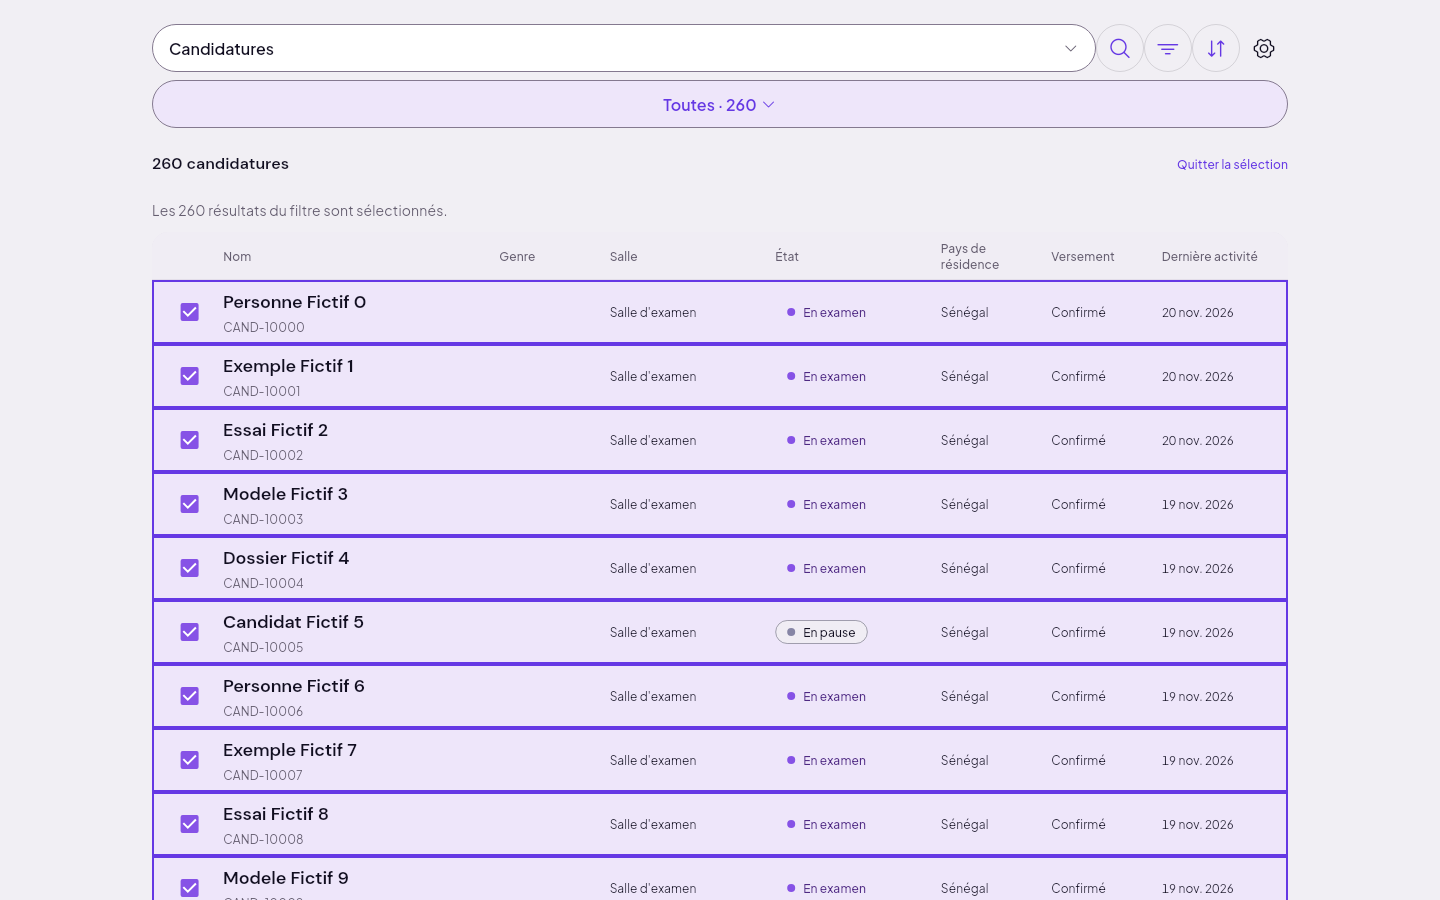 Candidatures
Toutes · 260
260 candidatures
Quitter la sélection
Les 260 résultats du filtre sont sélectionnés.
Nom Genre Salle État Pays de résidence Versement Dernière activité
Personne Fictif 0
CAND-10000 Salle d'examen En examen Sénégal Confirmé 20 nov. 2026
Exemple Fictif 1
CAND-10001 Salle d'examen En examen Sénégal Confirmé 20 nov. 2026
Essai Fictif 2
CAND-10002 Salle d'examen En examen Sénégal Confirmé 20 nov. 2026
Modele Fictif 3
CAND-10003 Salle d'examen En examen Sénégal Confirmé 19 nov. 2026
Dossier Fictif 4
CAND-10004 Salle d'examen En examen Sénégal Confirmé 19 nov. 2026
Candidat Fictif 5
CAND-10005 Salle d'examen En pause Sénégal Confirmé 19 nov. 2026
Personne Fictif 6
CAND-10006 Salle d'examen En examen Sénégal Confirmé 19 nov. 2026
Exemple Fictif 7
CAND-10007 Salle d'examen En examen Sénégal Confirmé 19 nov. 2026
Essai Fictif 8
CAND-10008 Salle d'examen En examen Sénégal Confirmé 19 nov. 2026
Modele Fictif 9
Salle d'examen En examen Sénégal Confirmé 19 nov. 2026